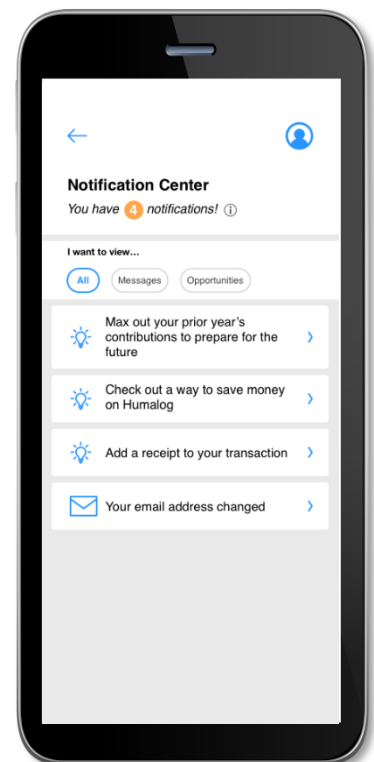 Notification Center
You have 4 notifications!
I want to view...
All Messages Opportunities
Max out your prior year's
contributions to prepare for the
future
Check out a way to save money
on Humalog
Add a receipt to your transaction
Your email address changed